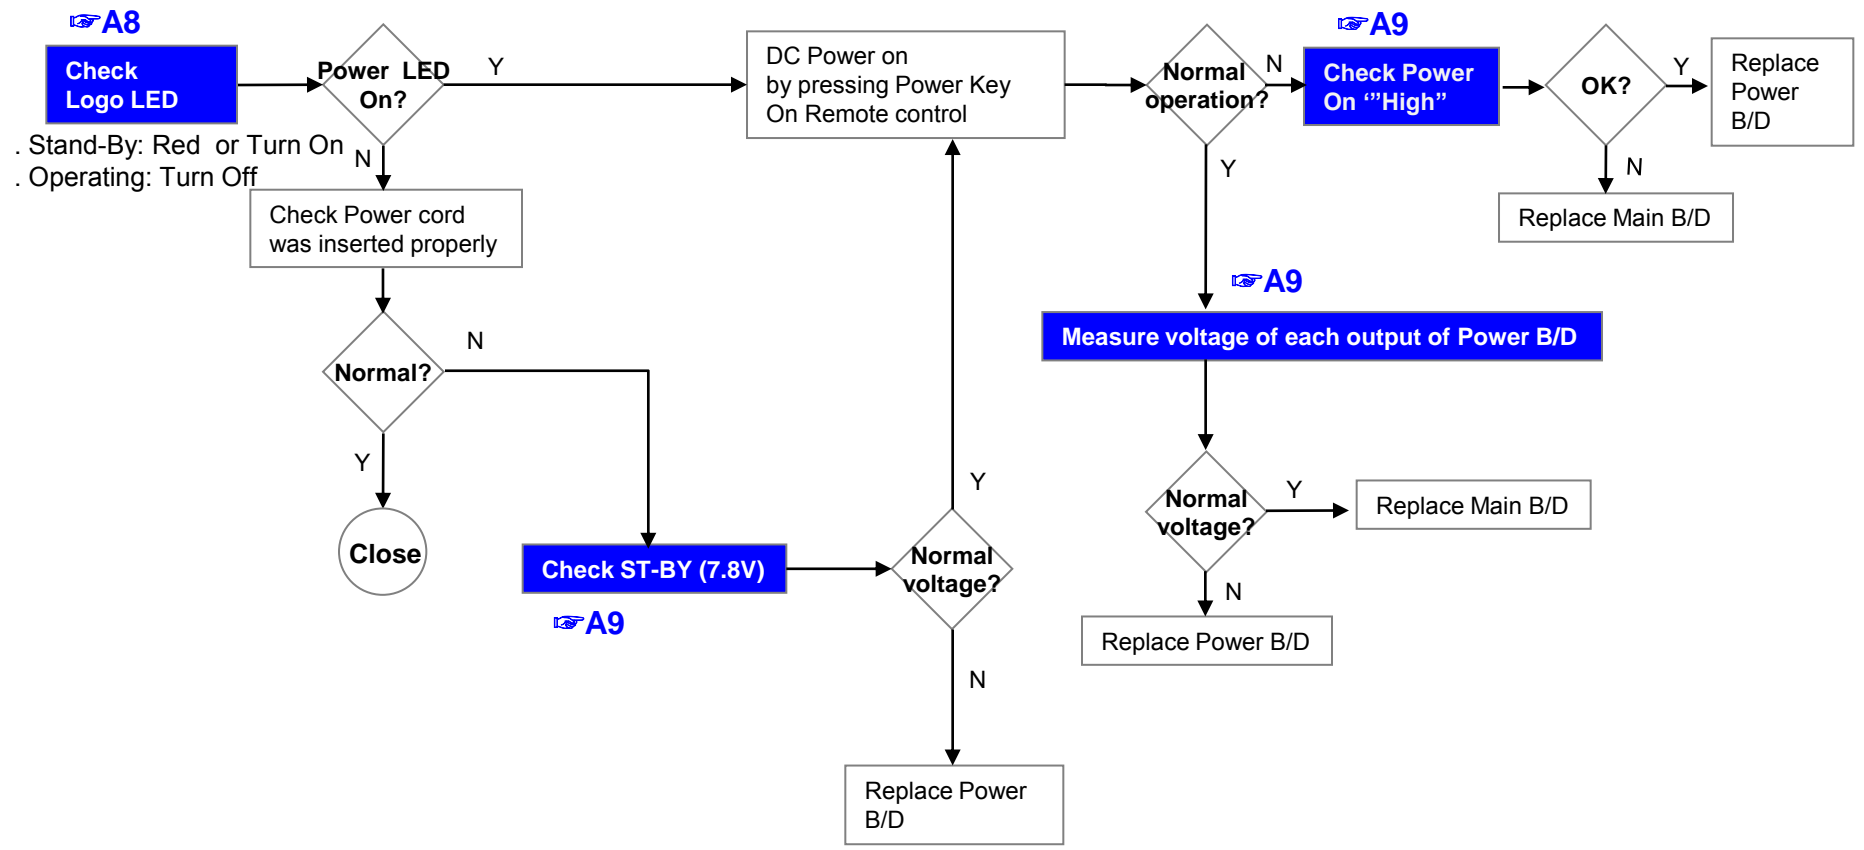 ☞A8
Check
Logo LED
. Stand-By: Red or Turn On
. Operating: Turn Off
Power LED
On?
Y
N
Check Power cord
was inserted properly
Normal?
N
Y
Close
Check ST-BY (7.8V)
☞A9
Normal
voltage?
Y
N
Replace Power
B/D
DC Power on
by pressing Power Key
On Remote control
Normal
operation?
N
Y
☞A9
Check Power
On ‘”High”
OK?
Y
Replace
Power
B/D
N
Replace Main B/D
☞A9
Measure voltage of each output of Power B/D
Normal
voltage?
Y
Replace Main B/D
N
Replace Power B/D